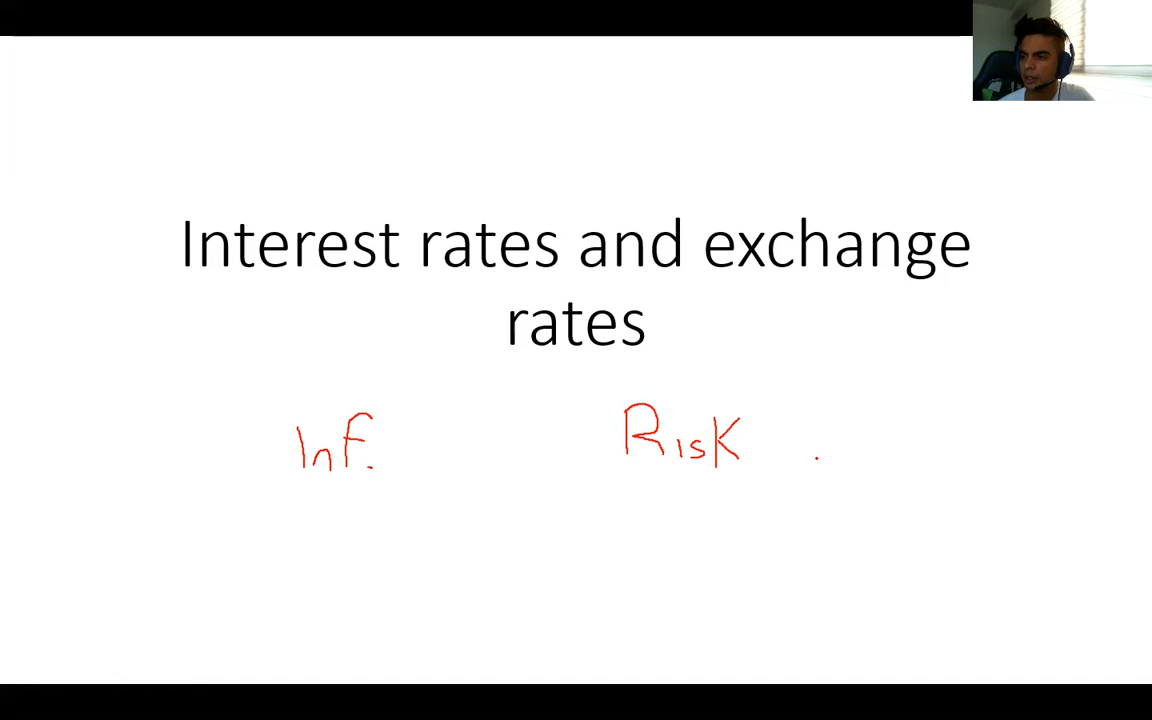 Interest rates and exchange
rates
Inf. Risk